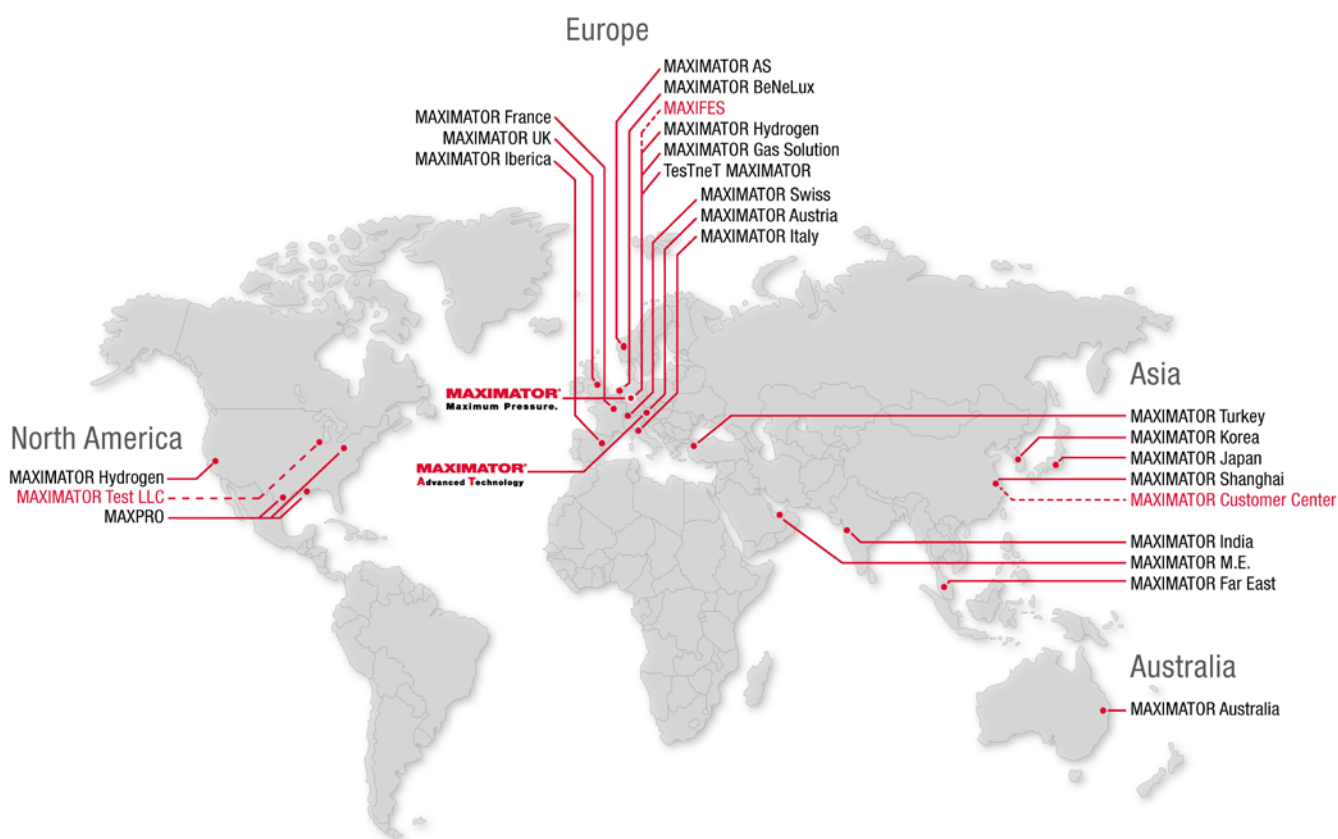 Europe
MAXIMATOR AS
MAXIMATOR BeNeLux
MAXIFES
MAXIMATOR Hydrogen
MAXIMATOR Gas Solution
TesTneT MAXIMATOR
MAXIMATOR Swiss
MAXIMATOR Austria
MAXIMATOR Italy
MAXIMATOR France
MAXIMATOR UK
MAXIMATOR Iberica
MAXIMATOR®
Maximum Pressure.
MAXIMATOR®
Advanced Technology
North America
MAXIMATOR Hydrogen
MAXIMATOR Test LLC
MAXPRO
Asia
MAXIMATOR Turkey
MAXIMATOR Korea
MAXIMATOR Japan
MAXIMATOR Shanghai
MAXIMATOR Customer Center
MAXIMATOR India
MAXIMATOR M.E.
MAXIMATOR Far East
Australia
MAXIMATOR Australia